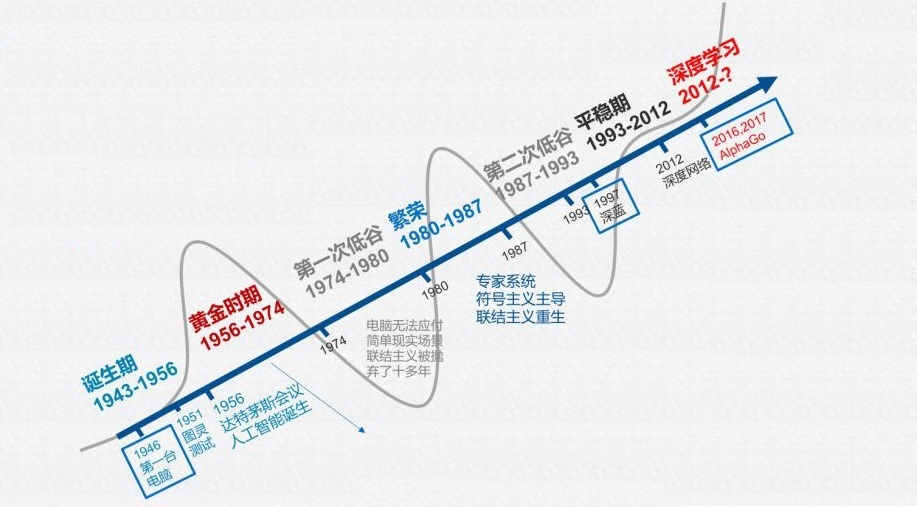 诞生期
1943-1956
黄金时期
1956-1974
第一次低谷
1974-1980
繁荣
1980-1987
第二次低谷
1987-1993
平稳期
1993-2012
深度学习
2012-?
1946
第一台
电脑
1951
图灵
测试
1956
达特茅斯会议
人工智能诞生
1974
电脑无法应付
简单现实场景
联结主义被抛
弃了十多年
1980
专家系统
符号主义主导
联结主义重生
1987
1993
1997
深蓝
2012
深度网络
2016,2017
AlphaGo